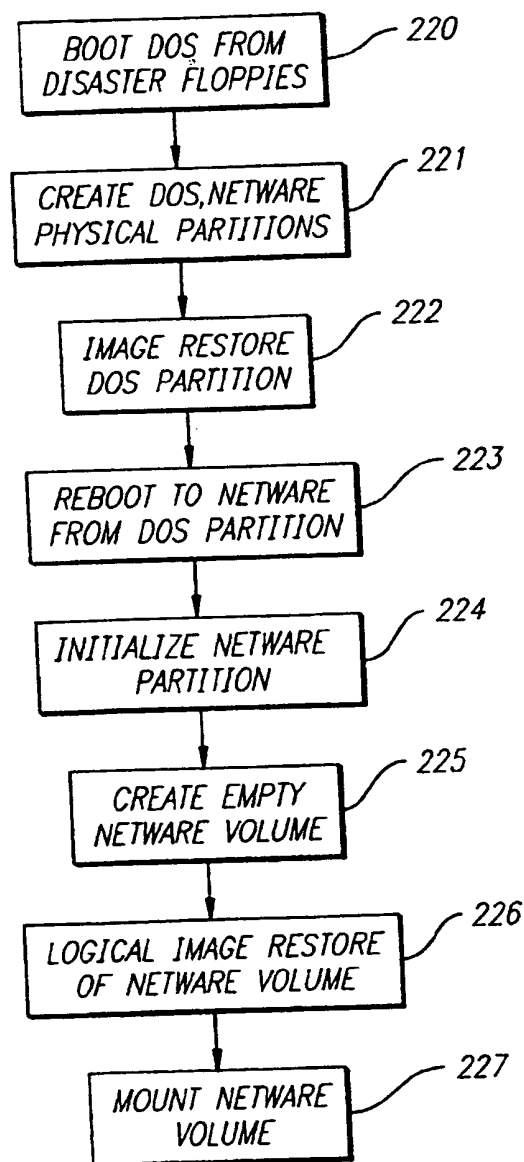 BOOT DOS FROM
DISASTER FLOPPIES
220
CREATE DOS,NETWARE
PHYSICAL PARTITIONS
221
IMAGE RESTORE
DOS PARTITION
222
REBOOT TO NETWARE
FROM DOS PARTITION
223
INITIALIZE NETWARE
PARTITION
224
CREATE EMPTY
NETWARE VOLUME
225
LOGICAL IMAGE RESTORE
OF NETWARE VOLUME
226
MOUNT NETWARE
VOLUME
227